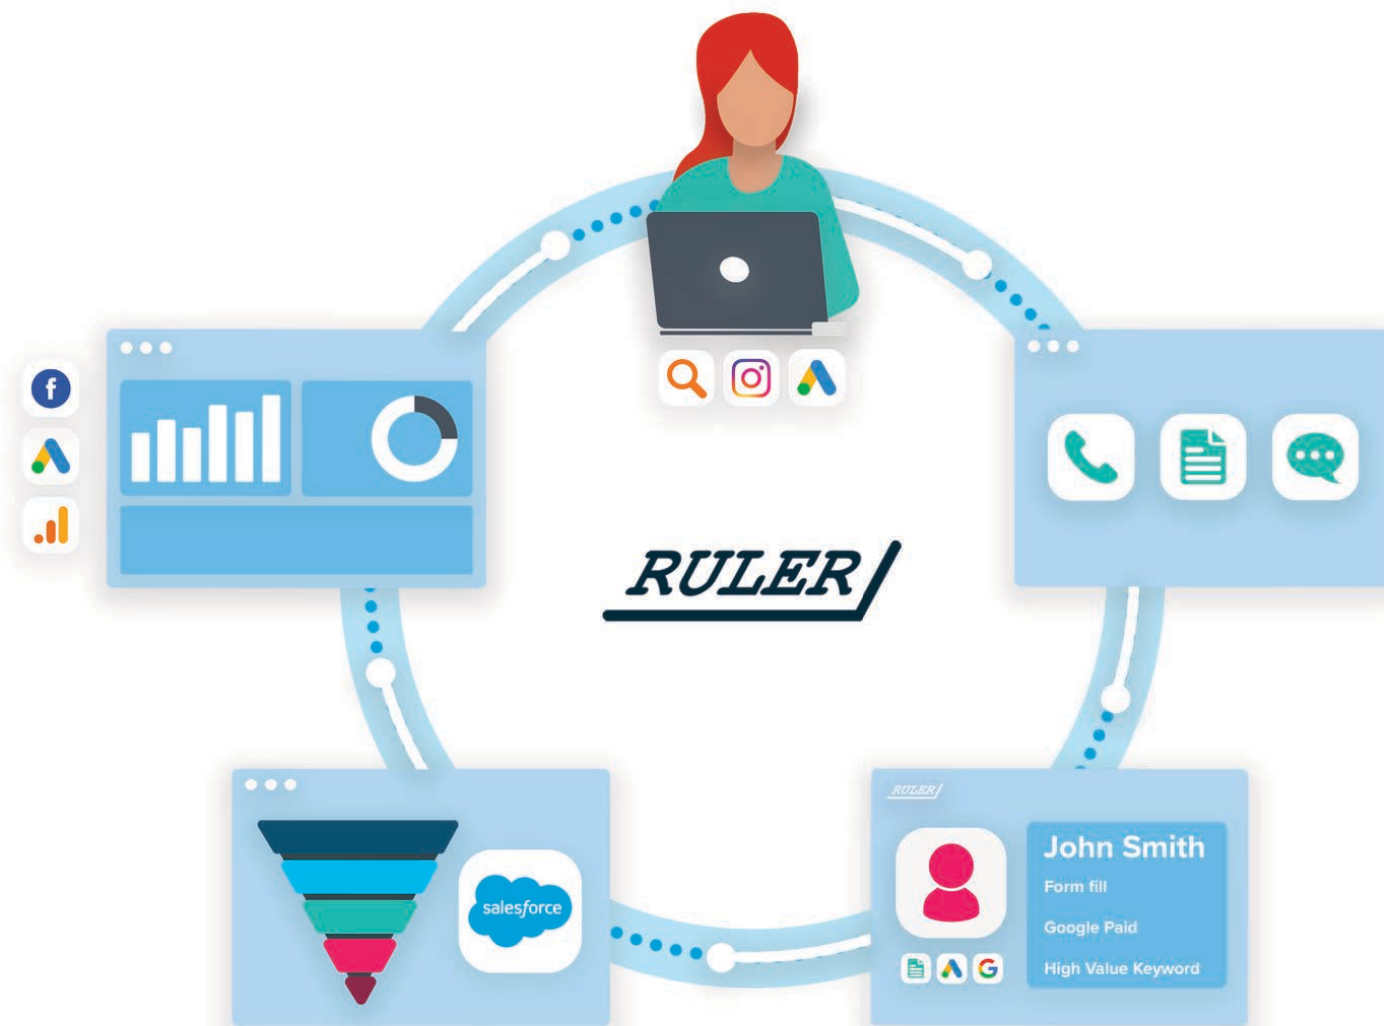 RULER
RULER
John Smith
Form fill
Google Paid
High Value Keyword
salesforce